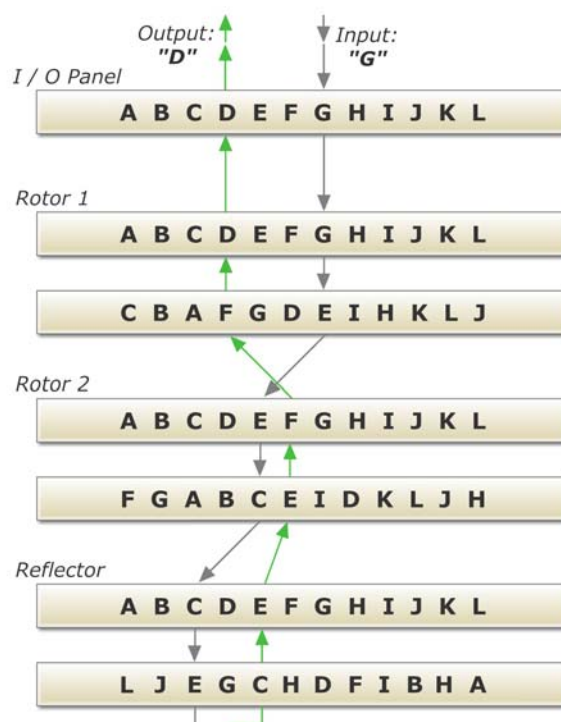 Output: Input:
"D" "G"
I / O Panel
A B C D E F G H I J K L
Rotor 1
A B C D E F G H I J K L
C B A F G D E I H K L J
Rotor 2
A B C D E F G H I J K L
F G A B C E I D K L J H
Reflector
A B C D E F G H I J K L
L J E G C H D F I B H A